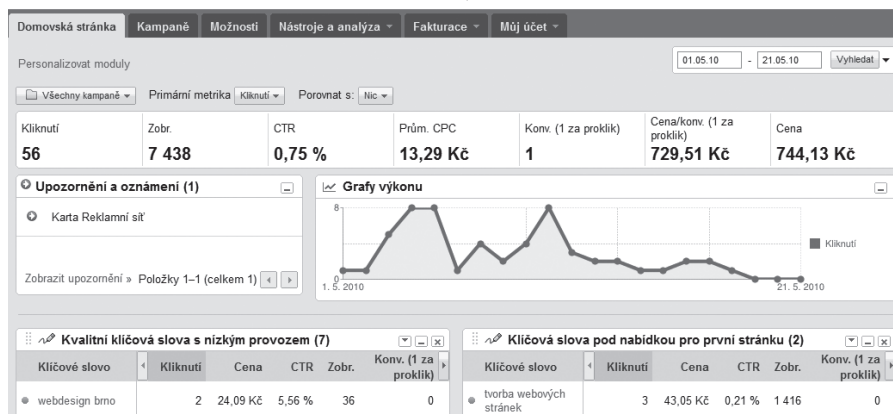 Domovská stránka Kampaně Možnosti Nástroje a analýza Fakturace Můj účet
Personalizovat moduly 01.05.10 - 21.05.10 Vyhledat
Všechny kampaně Primární metrika Kliknutí Porovnat s: Nic
Kliknutí Zobr. CTR Prům. CPC Konv. (1 za proklik) Cena/konv. (1 za proklik) Cena
56 7 438 0,75 % 13,29 Kč 1 729,51 Kč 744,13 Kč
Upozornění a oznámení (1)
Karta Reklamní síť
Zobrazit upozornění » Položky 1–1 (celkem 1)
Grafy výkonu
8
Kliknutí
0
1. 5. 2010 21. 5. 2010
Kvalitní klíčová slova s nízkým provozem (7)
Klíčové slovo Kliknutí Cena CTR Zobr. Konv. (1 za proklik)
webdesign brno 2 24,09 Kč 5,56 % 36 0
Klíčová slova pod nabídkou pro první stránku (2)
Klíčové slovo Kliknutí Cena CTR Zobr. Konv. (1 za proklik)
tvorba webových stránek 3 43,05 Kč 0,21 % 1 416 0